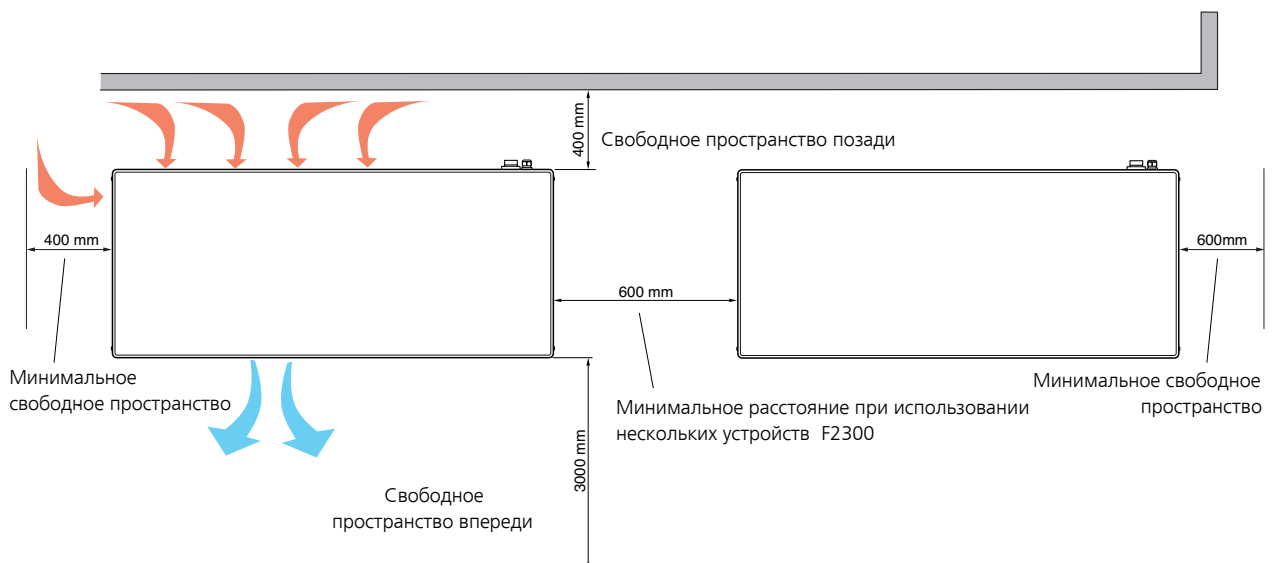 400 mm
Свободное пространство позади
400 mm
600 mm
600mm
Минимальное
свободное пространство
Минимальное расстояние при использовании
нескольких устройств F2300
Минимальное свободное
пространство
3000 mm
Свободное
пространство впереди